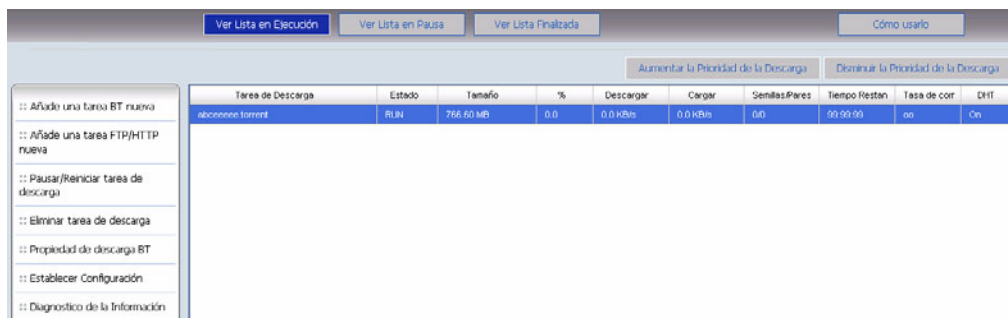 Ver Lista en Ejecución Ver Lista en Pausa Ver Lista Finalizada Cómo usarlo
Aumentar la Prioridad de la Descarga Disminuir la Prioridad de la Descarga
:: Añade una tarea BT nueva
:: Añade una tarea FTP/HTTP
nueva
:: Pausar/Reiniciar tarea de
descarga
:: Eliminar tarea de descarga
:: Propiedad de descarga BT
:: Establecer Configuración
:: Diagnostico de la Información
Tarea de Descarga Estado Tamaño % Descargar Cargar Semillas/Pares Tiempo Restan Tasa de corr DHT
abceeeee.torrent RUN 766.60 MB 0.0 0.0 KB/s 0.0 KB/s 0/0 99:99:99 oo On